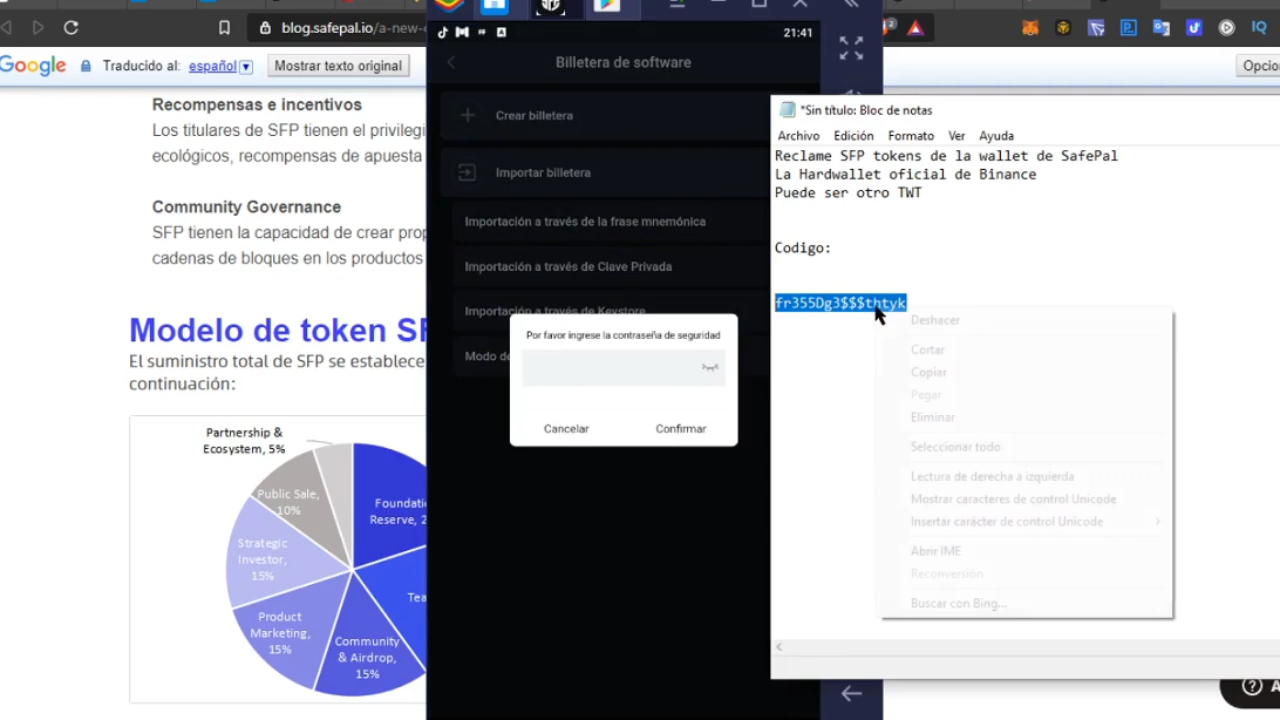 blog.safepal.io/a-new-
2
IQ
Google
Traducido al: español
Mostrar texto original
Opcio
Recompensas e incentivos
Los titulares de SFP tienen el privilegi
ecológicos, recompensas de apuesta
Community Governance
SFP tienen la capacidad de crear prop
cadenas de bloques en los productos
Modelo de token SF
El suministro total de SFP se establece
continuación:
Partnership &
Ecosystem, 5%
Public Sale,
10%
Strategic
Investor,
15%
Product
Marketing,
15%
Community
& Airdrop,
15%
Foundati
Reserve, 2
Tea
21:41
Billetera de software
Crear billetera
Importar billetera
Importación a través de la frase mnemónica
Importación a través de Clave Privada
Importación a través de Keystore
Modo de
Por favor ingrese la contraseña de seguridad
Cancelar
Confirmar
*Sin título: Bloc de notas
Archivo Edición Formato Ver Ayuda
Reclame SFP tokens de la wallet de SafePal
La Hardwallet oficial de Binance
Puede ser otro TWT
Codigo:
fr355Dg3$$$thtyk
Deshacer
Cortar
Copiar
Pegar
Eliminar
Seleccionar todo
Lectura de derecha a izquierda
Mostrar caracteres de control Unicode
Insertar carácter de control Unicode
Abrir IME
Reconversión
Buscar con Bing...
A